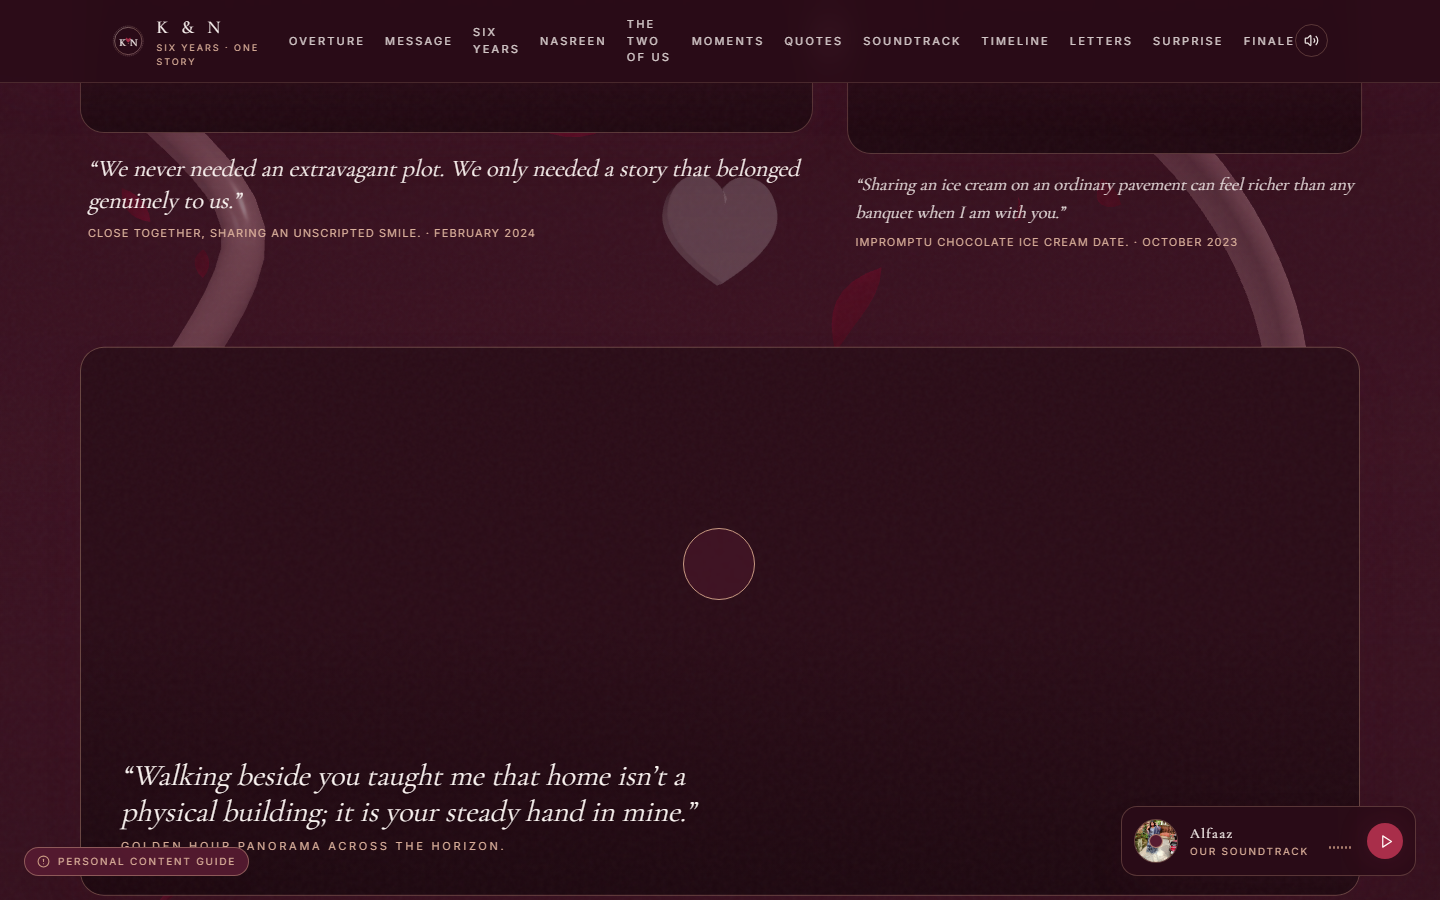 K & N
SIX YEARS · ONE
STORY
OVERTURE
MESSAGE
SIX
YEARS
NASREEN
THE
TWO
OF US
MOMENTS
QUOTES
SOUNDTRACK
TIMELINE
LETTERS
SURPRISE
FINALE
“We never needed an extravagant plot. We only needed a story that belonged
genuinely to us.”
CLOSE TOGETHER, SHARING AN UNSCRIPTED SMILE. · FEBRUARY 2024
“Sharing an ice cream on an ordinary pavement can feel richer than any
banquet when I am with you.”
IMPROMPTU CHOCOLATE ICE CREAM DATE. · OCTOBER 2023
“Walking beside you taught me that home isn’t a
physical building; it is your steady hand in mine.”
GOLDEN HOUR PANORAMA ACROSS THE HORIZON.
PERSONAL CONTENT GUIDE
Alfaaz
OUR SOUNDTRACK